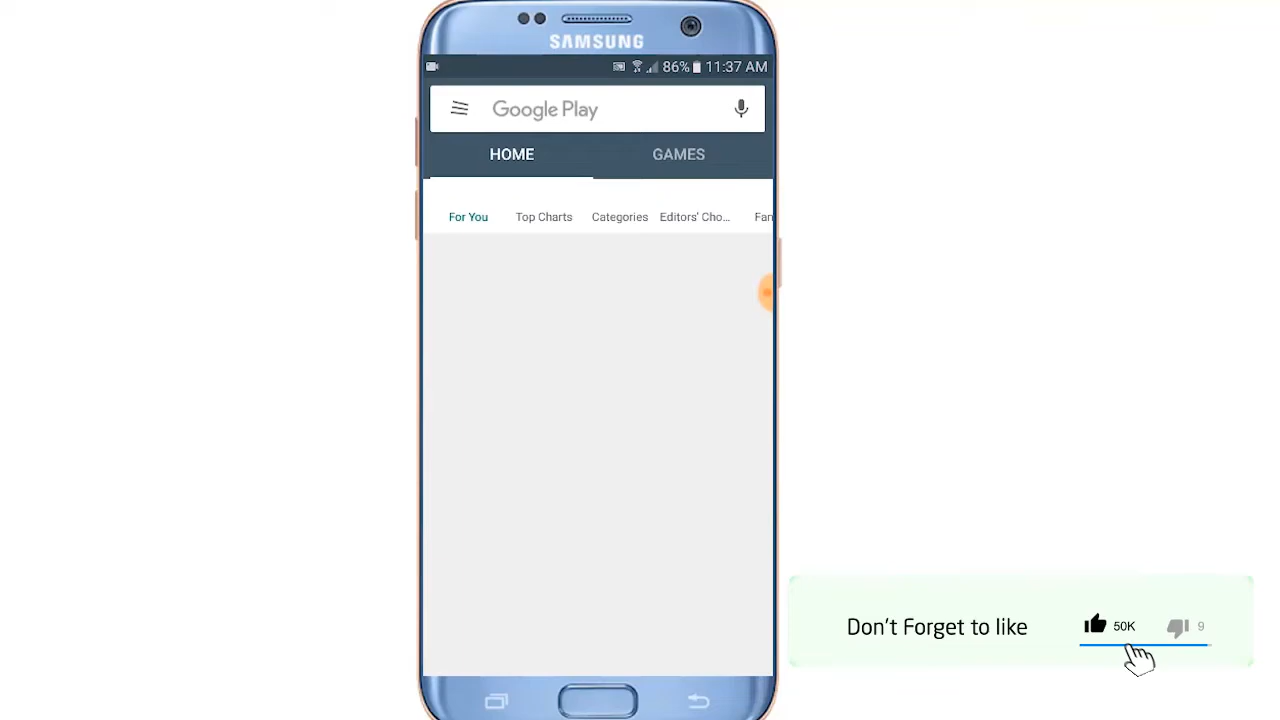 SAMSUNG
86% 11:37 AM
Google Play
HOME GAMES
For You Top Charts Categories Editors' Cho... Fan
Don't Forget to like 50K 9